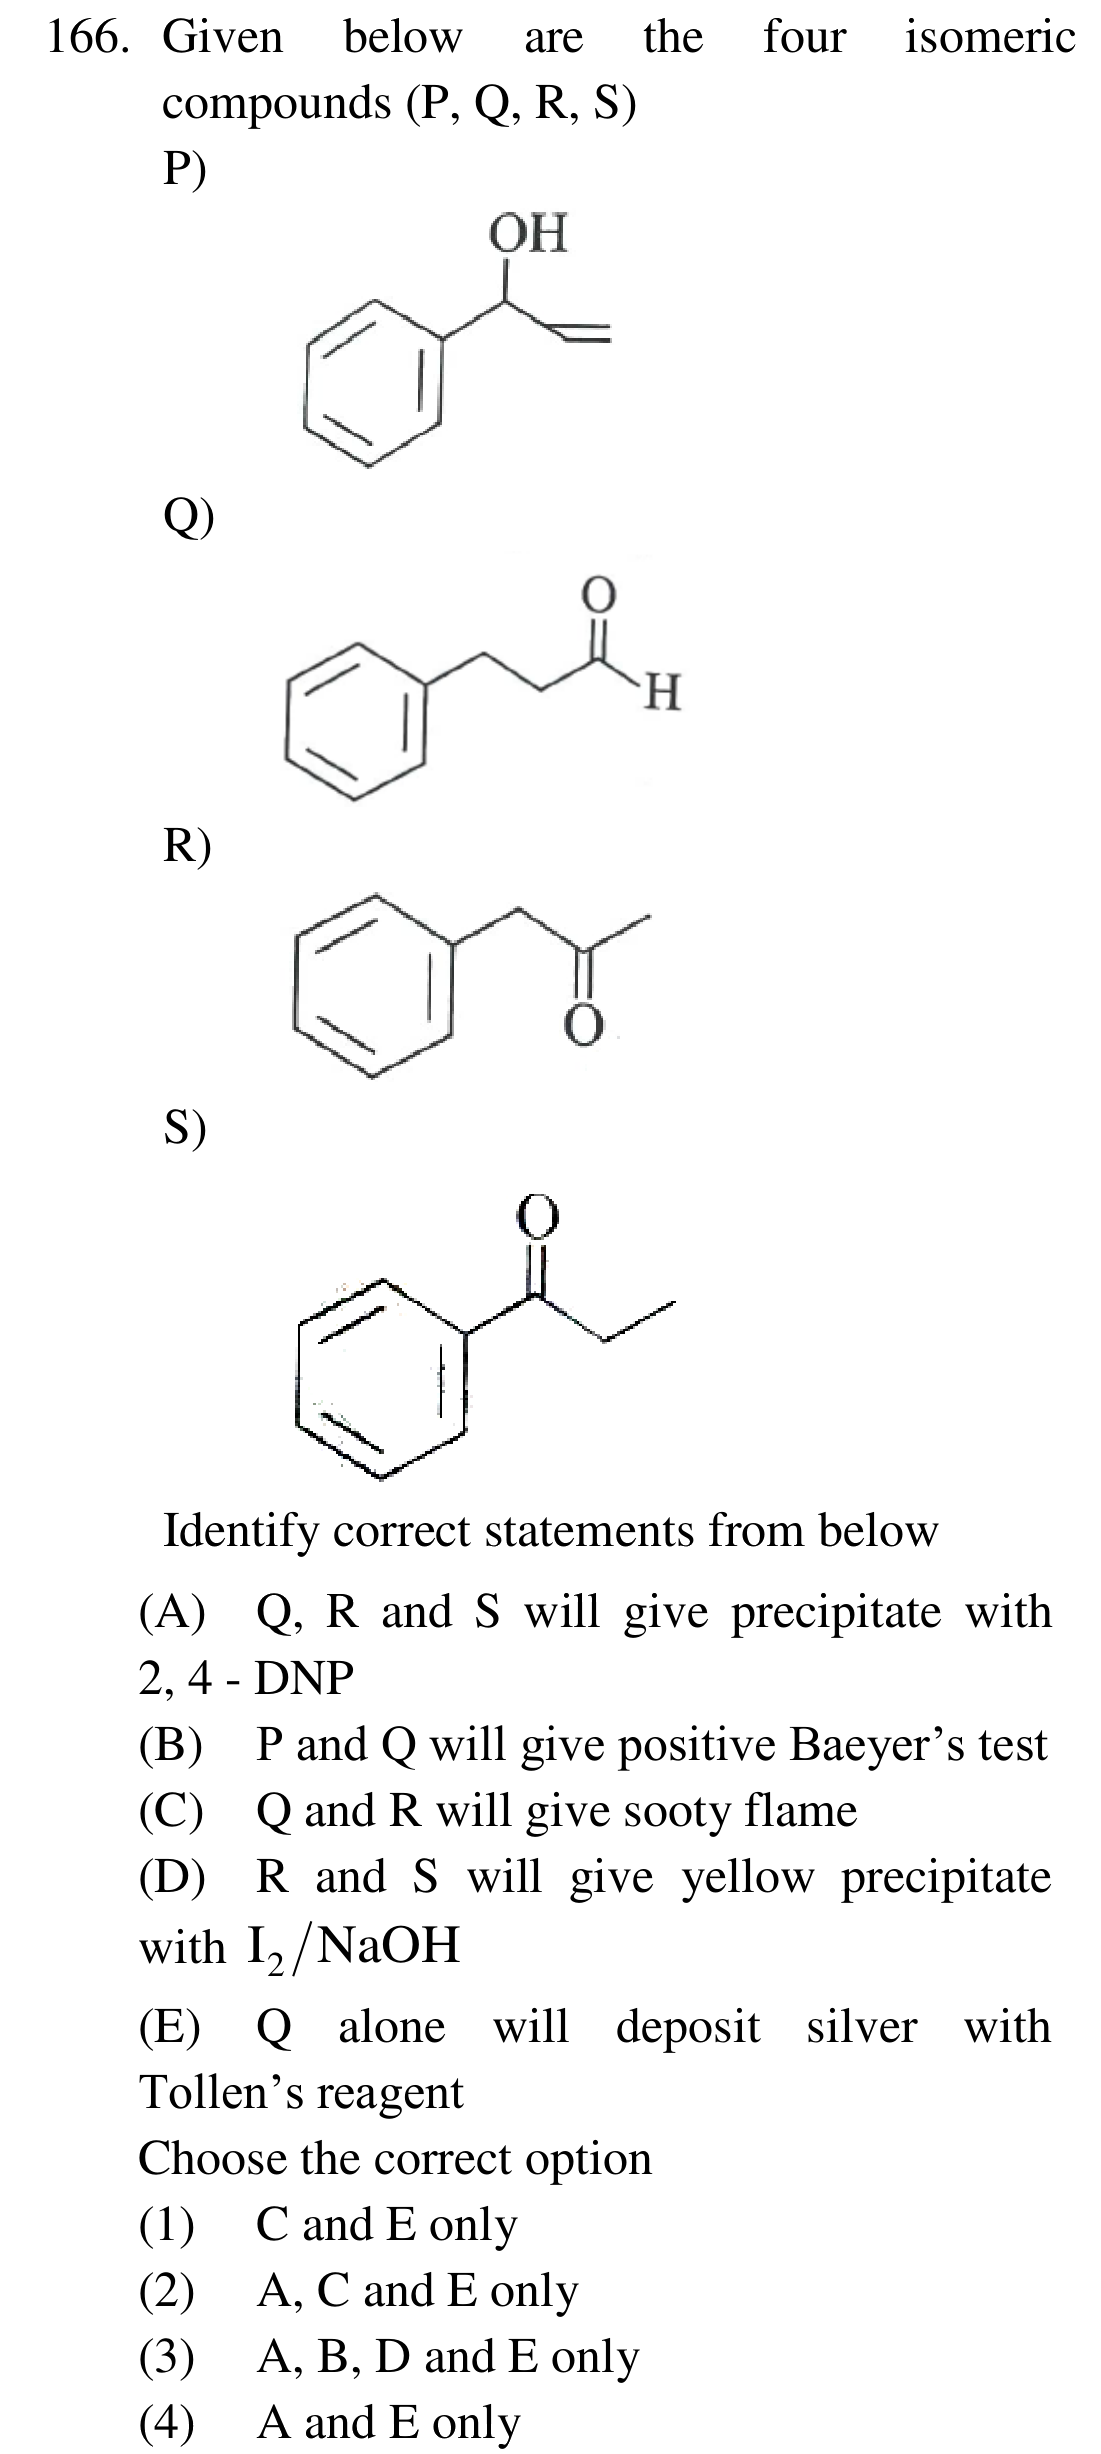 166. Given below are the four isomeric
compounds (P, Q, R, S)
P)
OH
Q)
O
H
R)
O
S)
O
Identify correct statements from below
(A) Q, R and S will give precipitate with
2, 4 - DNP
(B) P and Q will give positive Baeyer's test
(C) Q and R will give sooty flame
(D) R and S will give yellow precipitate
with I₂/NaOH
(E) Q alone will deposit silver with
Tollen's reagent
Choose the correct option
(1) C and E only
(2) A, C and E only
(3) A, B, D and E only
(4) A and E only